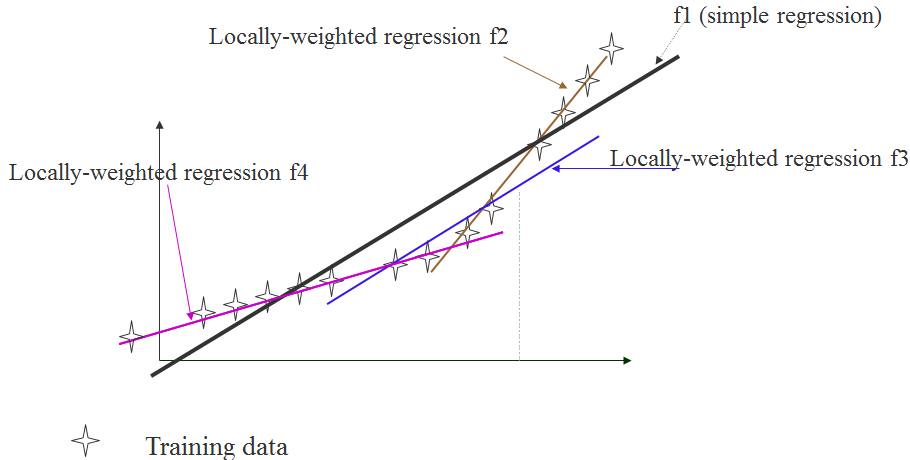 f1 (simple regression)
Locally-weighted regression f2
Locally-weighted regression f3
Locally-weighted regression f4
Training data